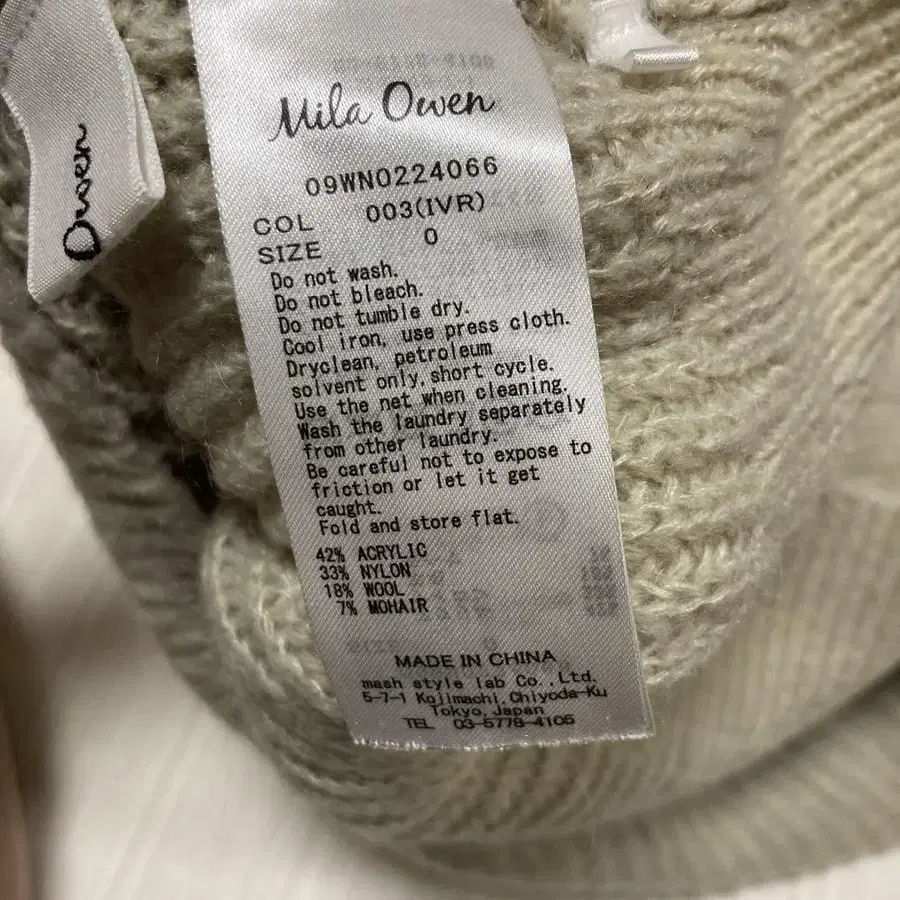 Owen
Mila Owen
09WN0224066
COL 003(IVR)
SIZE 0
Do not wash.
Do not bleach.
Do not tumble dry.
Cool iron, use press cloth.
Dryclean, petroleum
solvent only, short cycle.
Use the net when cleaning.
Wash the laundry separately
from other laundry.
Be careful not to expose to
friction or let it get
caught.
Fold and store flat.
42% ACRYLIC
33% NYLON
18% WOOL
7% MOHAIR
MADE IN CHINA
mash style lab Co.,Ltd.
5-7-1 Kojimachi,Chiyoda-Ku
Tokyo,Japan
TEL 03-5778-4105